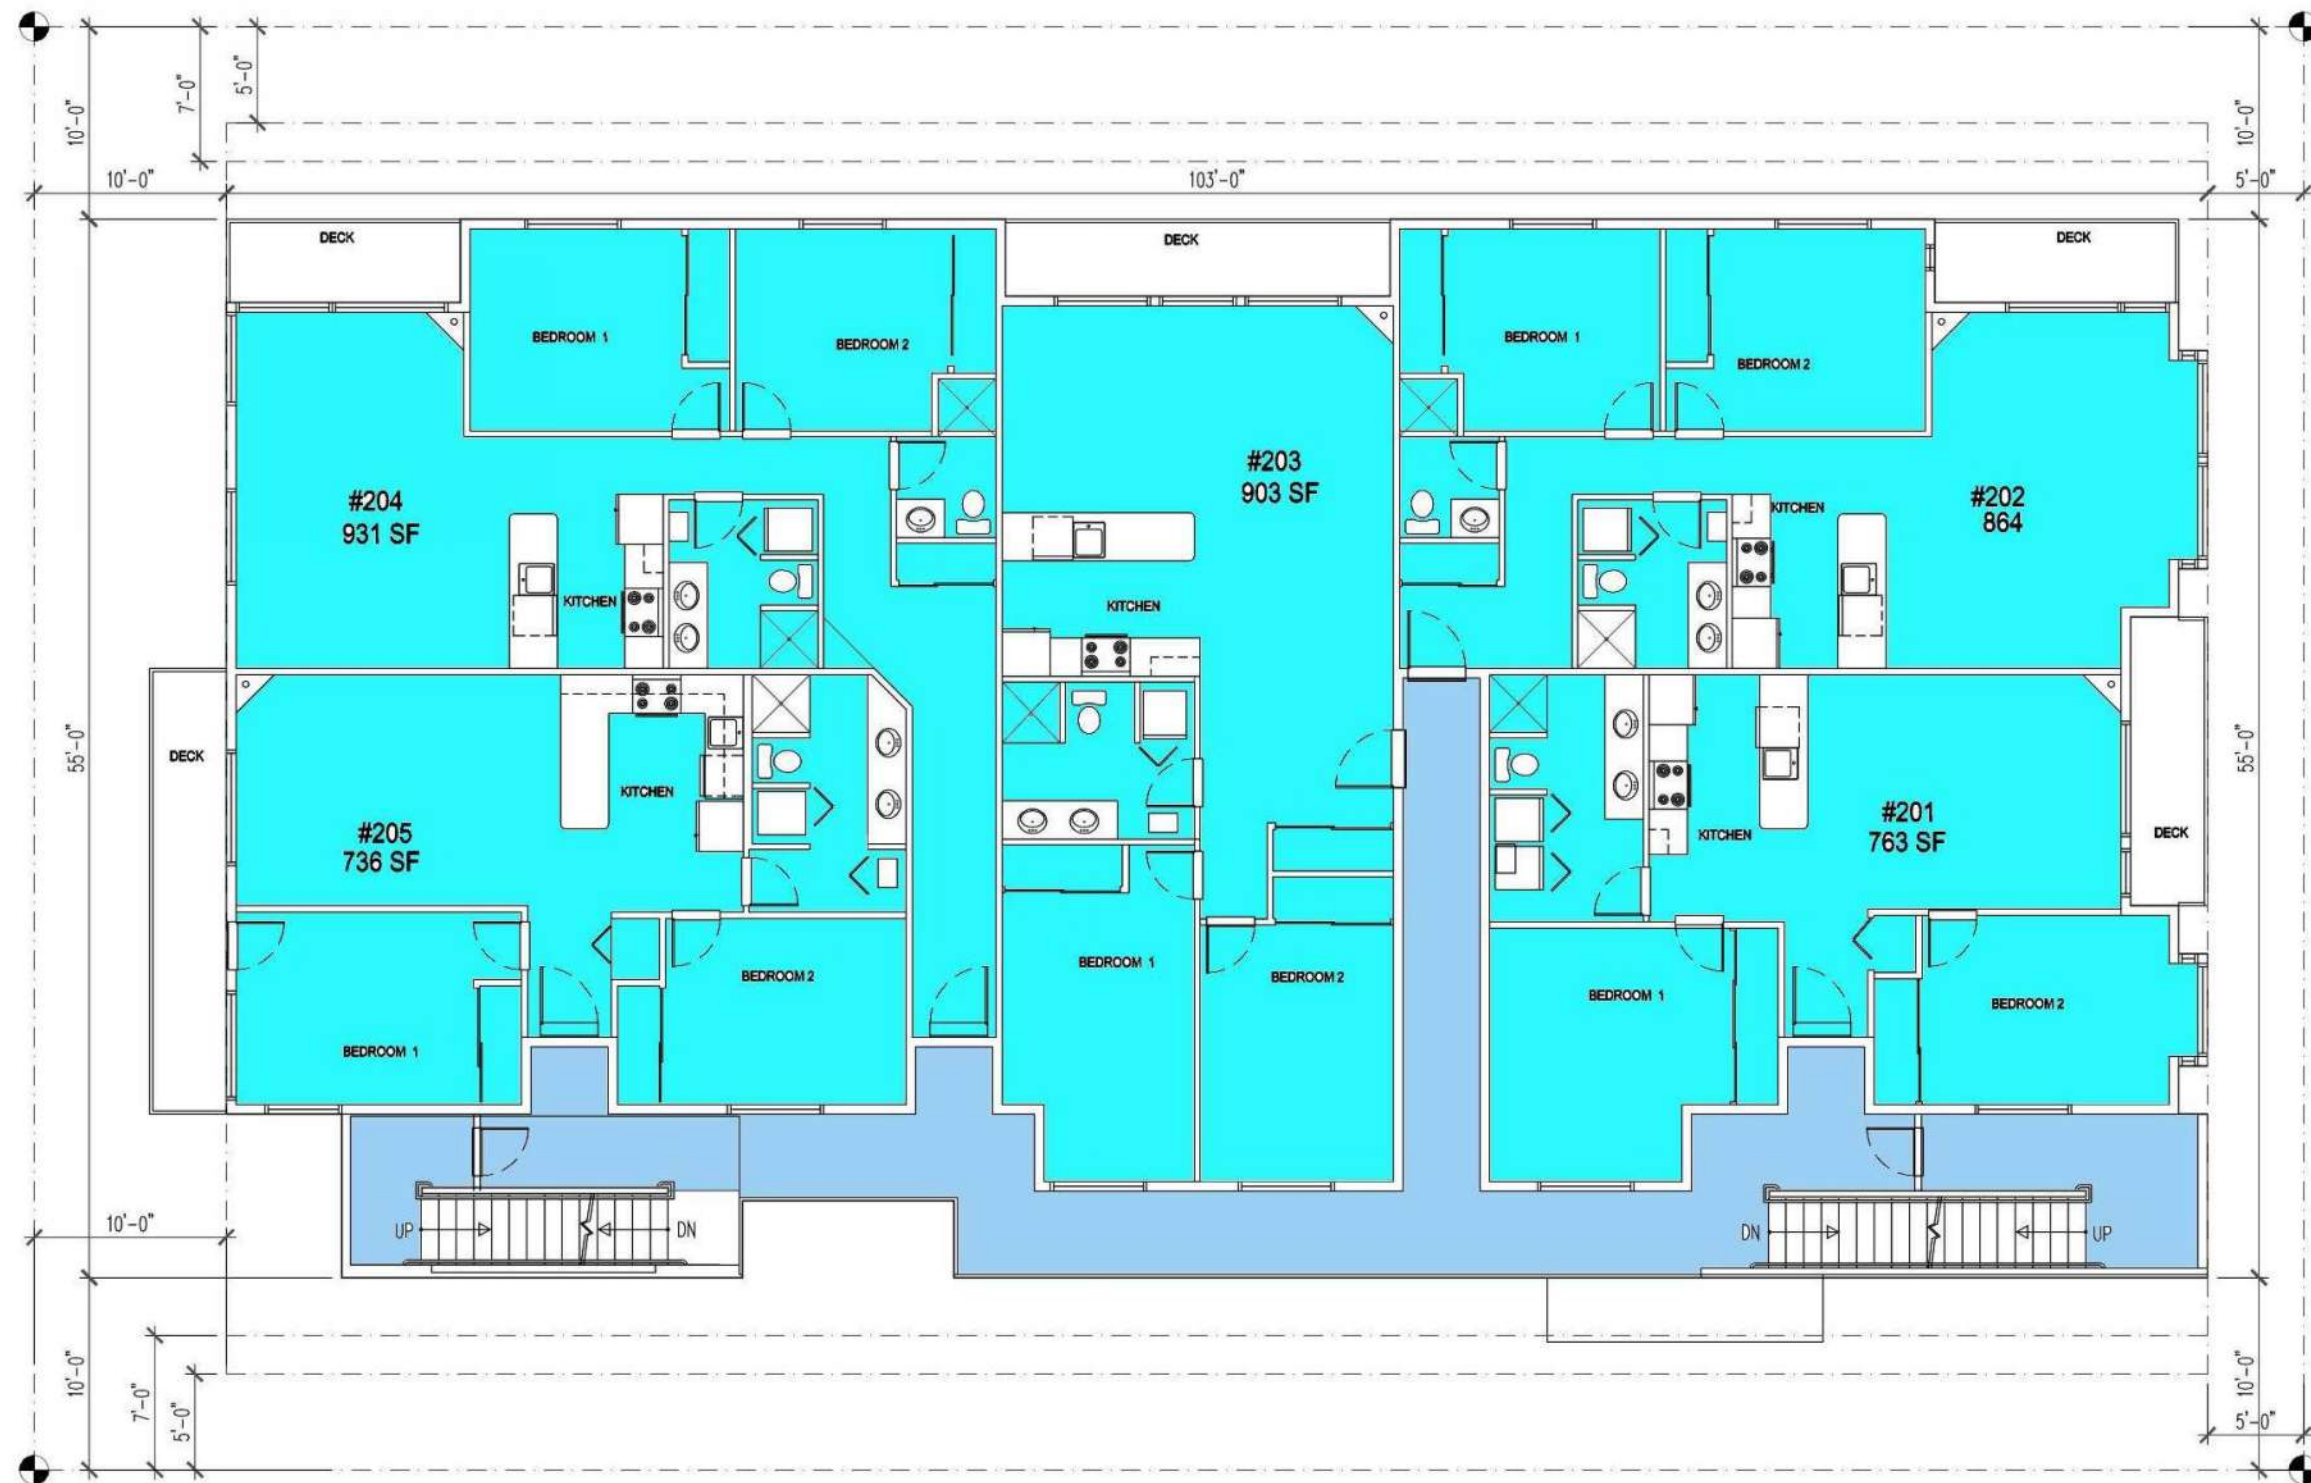 10'-0"
7'-0"
5'-0"
10'-0"
10'-0"
103'-0"
5'-0"
DECK
DECK
DECK
BEDROOM 1
BEDROOM 2
BEDROOM 1
BEDROOM 2
#204
931 SF
KITCHEN
#203
903 SF
KITCHEN
KITCHEN
#202
864
55'-0"
DECK
#205
736 SF
KITCHEN
KITCHEN
#201
763 SF
DECK
55'-0"
BEDROOM 1
BEDROOM 2
BEDROOM 1
BEDROOM 2
BEDROOM 1
BEDROOM 2
10'-0"
UP
DN
DN
UP
10'-0"
7'-0"
5'-0"
10'-0"
5'-0"